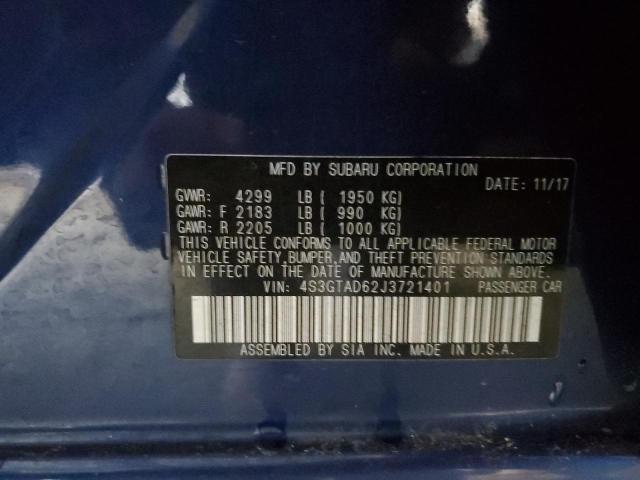 MFD BY SUBARU CORPORATION
DATE: 11/17
GVWR: 4299 LB ( 1950 KG)
GAWR: F 2183 LB ( 990 KG)
GAWR: R 2205 LB ( 1000 KG)
THIS VEHICLE CONFORMS TO ALL APPLICABLE FEDERAL MOTOR
VEHICLE SAFETY, BUMPER, AND THEFT PREVENTION STANDARDS
IN EFFECT ON THE DATE OF MANUFACTURE SHOWN ABOVE.
VIN: 4S3GTAD62J3721401 PASSENGER CAR
ASSEMBLED BY SIA INC. MADE IN U.S.A.